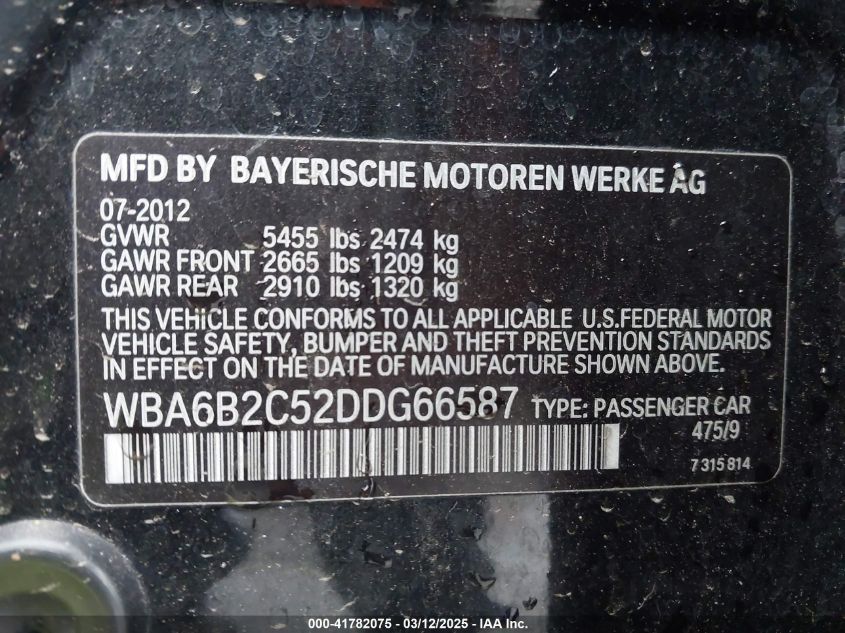 MFD BY BAYERISCHE MOTOREN WERKE AG
07-2012
GVWR 5455 lbs 2474 kg
GAWR FRONT 2665 lbs 1209 kg
GAWR REAR 2910 lbs 1320 kg
THIS VEHICLE CONFORMS TO ALL APPLICABLE U.S.FEDERAL MOTOR
VEHICLE SAFETY, BUMPER AND THEFT PREVENTION STANDARDS
IN EFFECT ON THE DATE OF MANUFACTURE SHOWN ABOVE.
WBA6B2C52DDG66587 TYPE: PASSENGER CAR
475/9
7315814
000-41782075 - 03/12/2025 - IAA Inc.